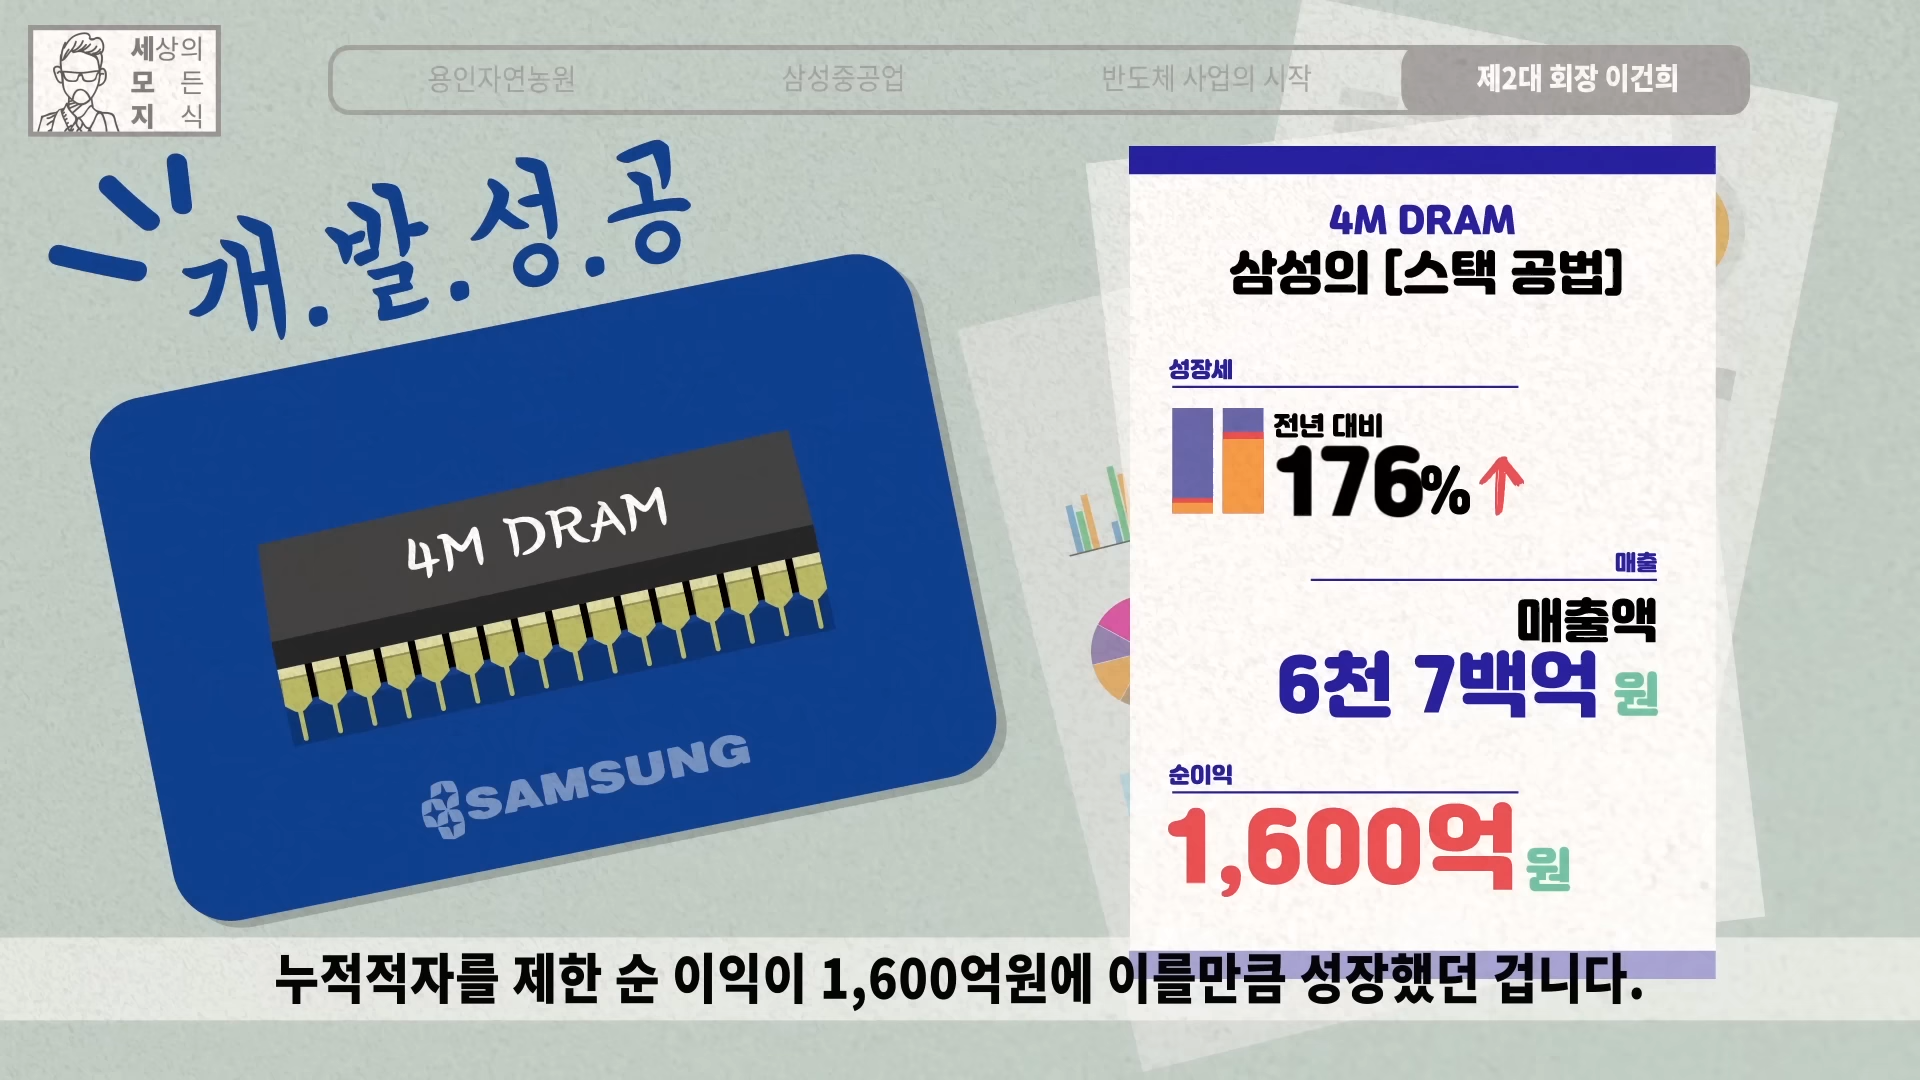 세상의
모든
지식
용인자연농원
삼성중공업
반도체 사업의 시작
제2대 회장 이건희
개.발.성.공
4M DRAM
SAMSUNG
4M DRAM
삼성의 [스택 공법]
성장세
전년 대비
176%
매출
매출액
6천 7백억 원
순이익
1,600억 원
누적적자를 제한 순 이익이 1,600억원에 이를만큼 성장했던 겁니다.